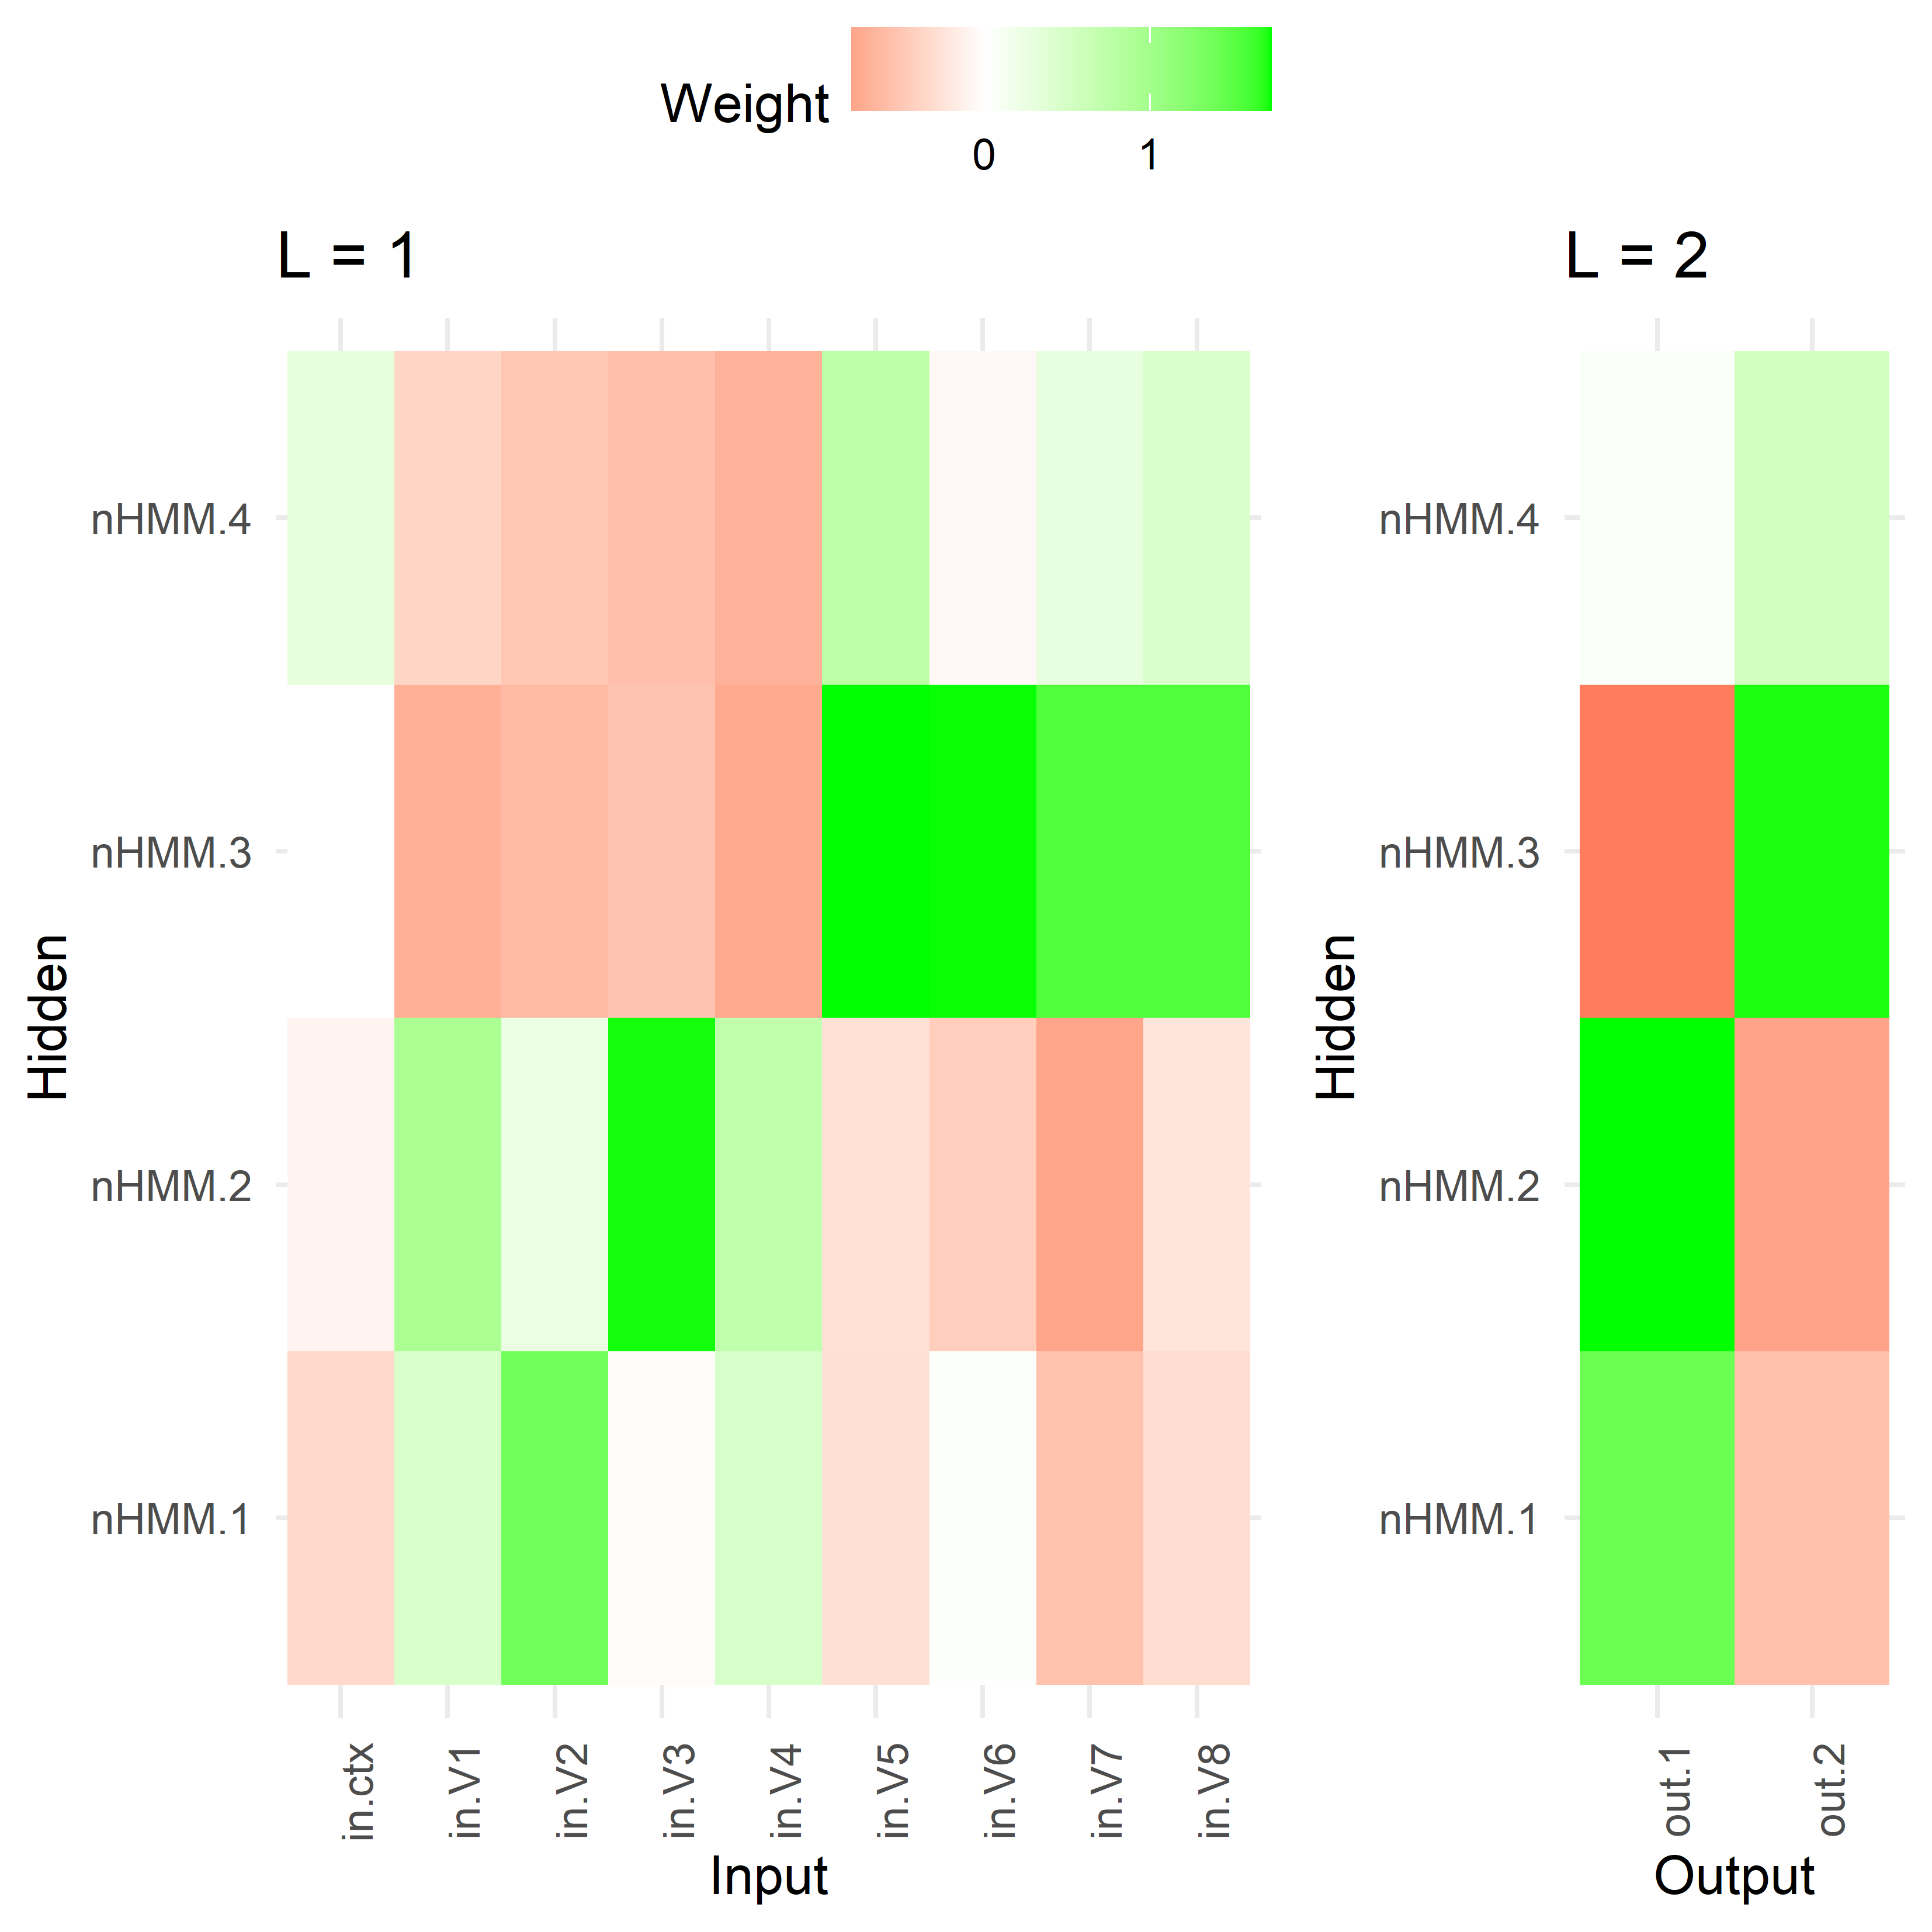 Weight
0 1
L = 1
L = 2
Hidden
nHMM.4
nHMM.3
nHMM.2
nHMM.1
in.ctx
in.V1
in.V2
in.V3
in.V4
in.V5
in.V6
in.V7
in.V8
Input
Hidden
nHMM.4
nHMM.3
nHMM.2
nHMM.1
out.1
out.2
Output